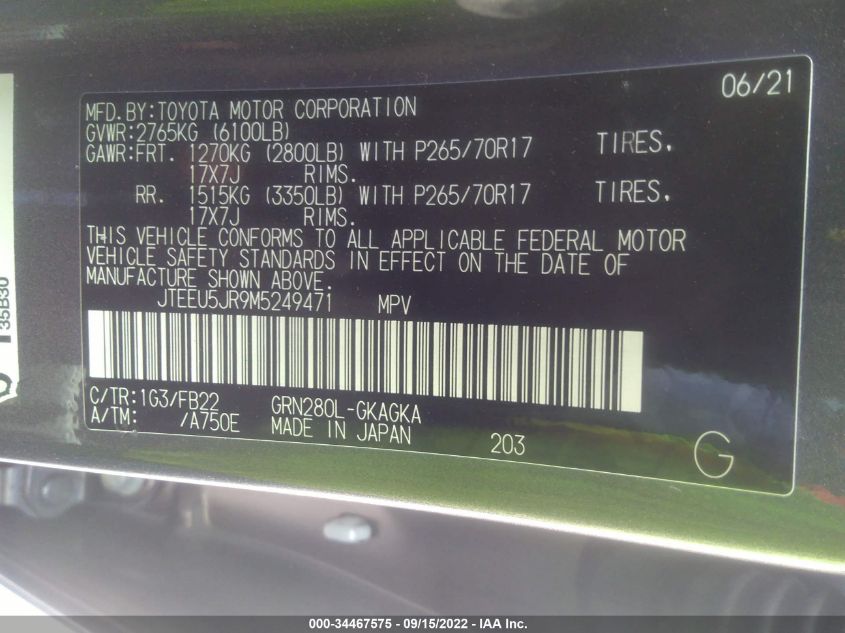 06/21
MFD.BY:TOYOTA MOTOR CORPORATION
GVWR:2765KG (6100LB)
GAWR:FRT. 1270KG (2800LB) WITH P265/70R17 TIRES,
17X7J RIMS.
RR. 1515KG (3350LB) WITH P265/70R17 TIRES,
17X7J RIMS.
THIS VEHICLE CONFORMS TO ALL APPLICABLE FEDERAL MOTOR
VEHICLE SAFETY STANDARDS IN EFFECT ON THE DATE OF
MANUFACTURE SHOWN ABOVE.
JTEEU5JR9M5249471 MPV
C/TR:1G3/FB22 GRN280L-GKAGKA
A/TM: /A750E MADE IN JAPAN 203
G
35B30
000-34467575 - 09/15/2022 - IAA Inc.